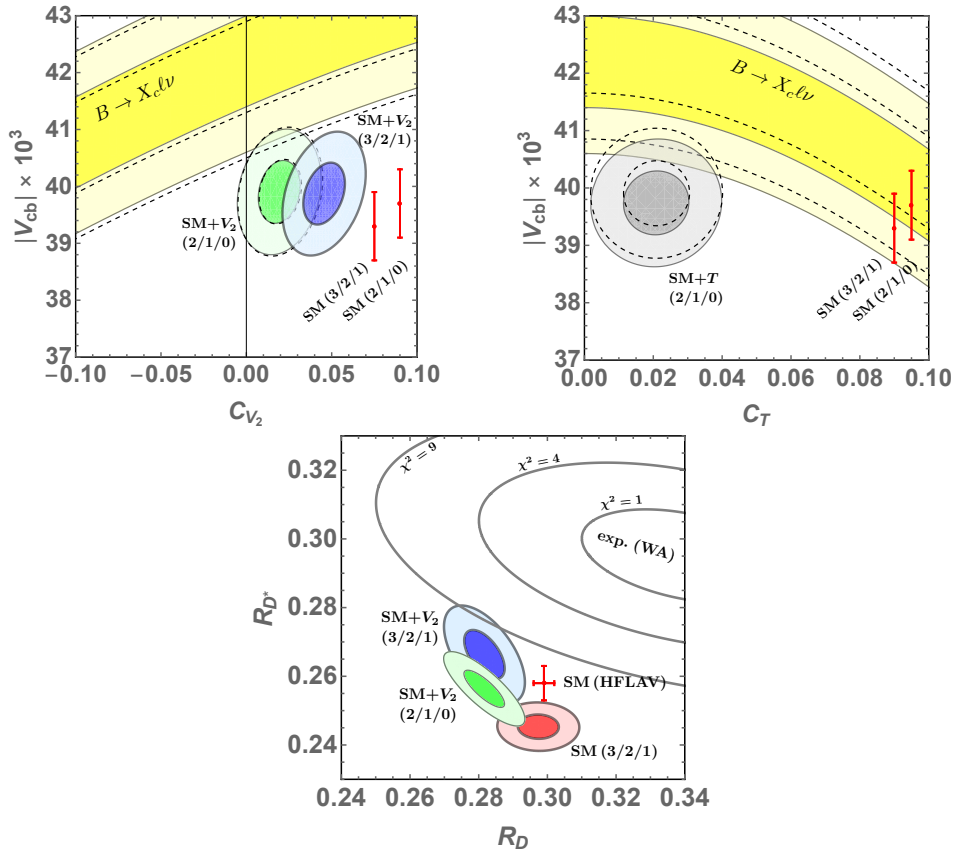 43
42
41
40
39
38
37
|V_cb| × 10³
B → X_cℓν
SM+V₂
(3/2/1)
SM+V₂
(2/1/0)
SM (3/2/1)
SM (2/1/0)
−0.10
−0.05
0.00
0.05
0.10
C_V₂
43
42
41
40
39
38
37
|V_cb| × 10³
B → X_cℓν
SM+T
(2/1/0)
SM (3/2/1)
SM (2/1/0)
0.00
0.02
0.04
0.06
0.08
0.10
C_T
0.32
0.30
0.28
0.26
0.24
R_D*
χ² = 9
χ² = 4
χ² = 1
exp. (WA)
SM+V₂
(3/2/1)
SM+V₂
(2/1/0)
SM (HFLAV)
SM (3/2/1)
0.24
0.26
0.28
0.30
0.32
0.34
R_D